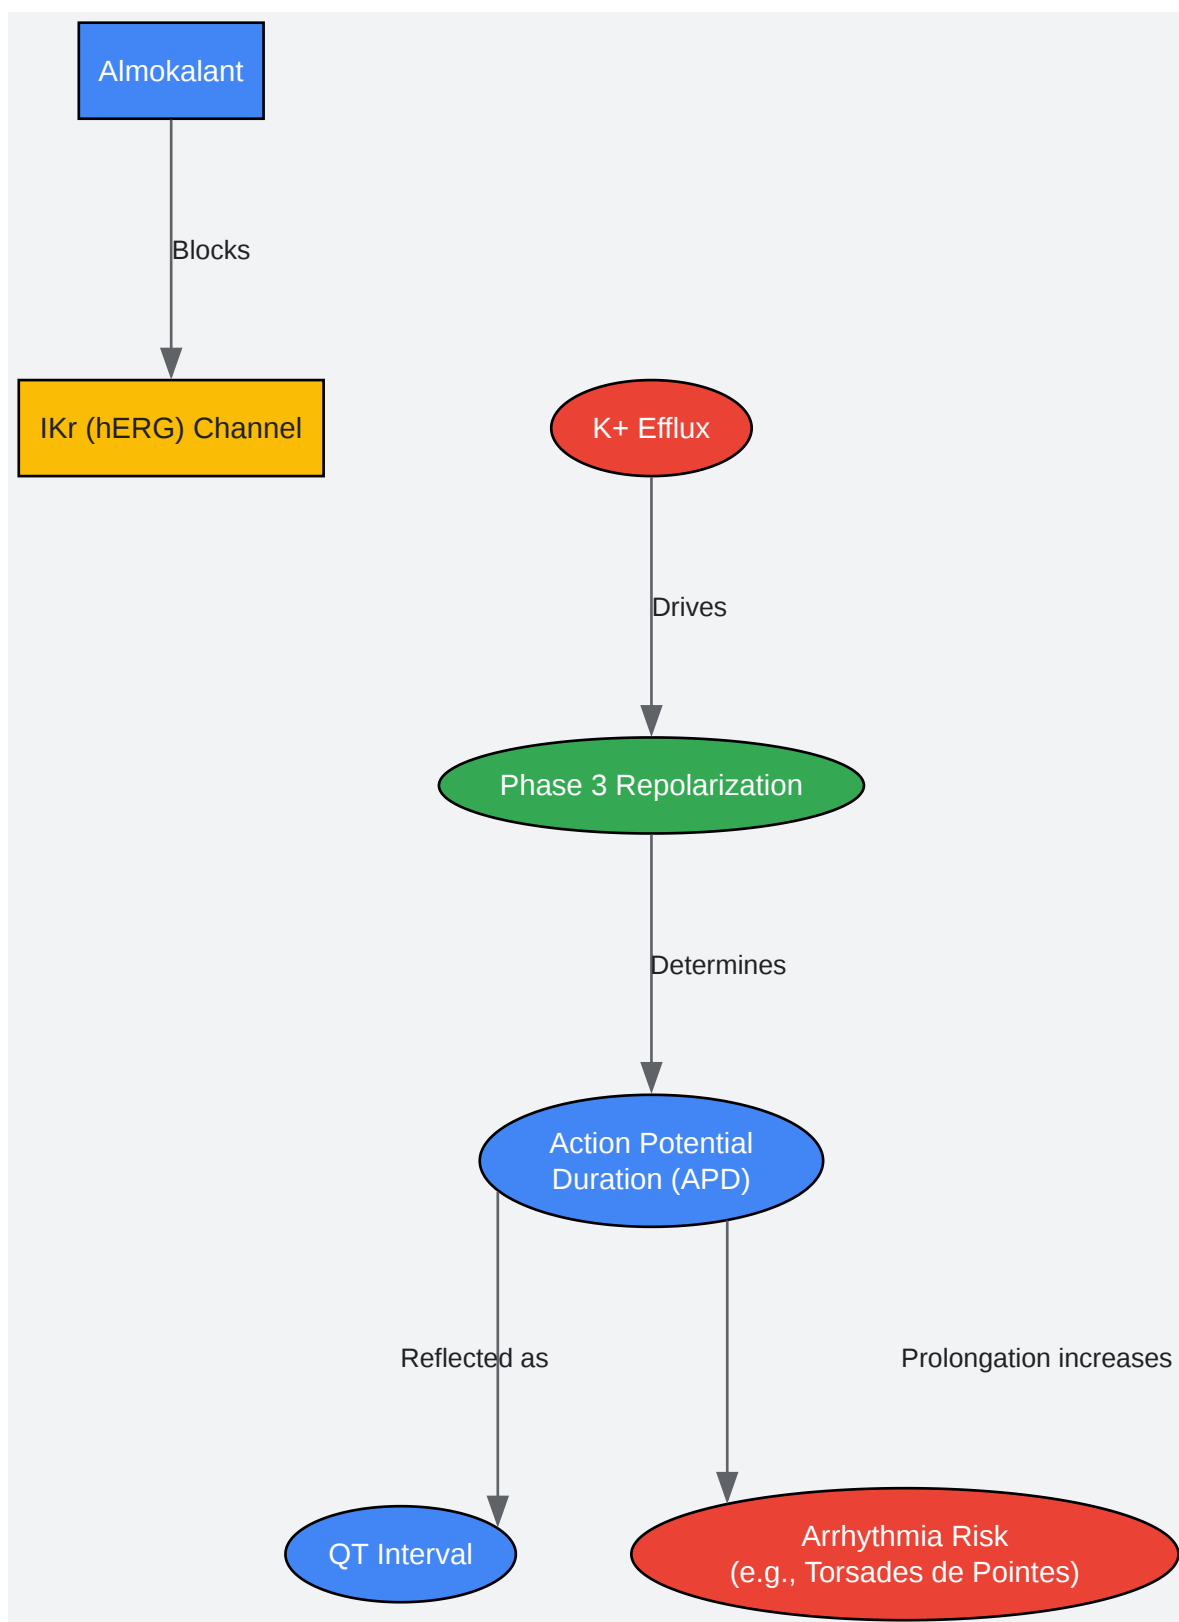 Almokalant
Blocks
IKr (hERG) Channel
K+ Efflux
Drives
Phase 3 Repolarization
Determines
Action Potential
Duration (APD)
Reflected as
Prolongation increases
QT Interval
Arrhythmia Risk
(e.g., Torsades de Pointes)